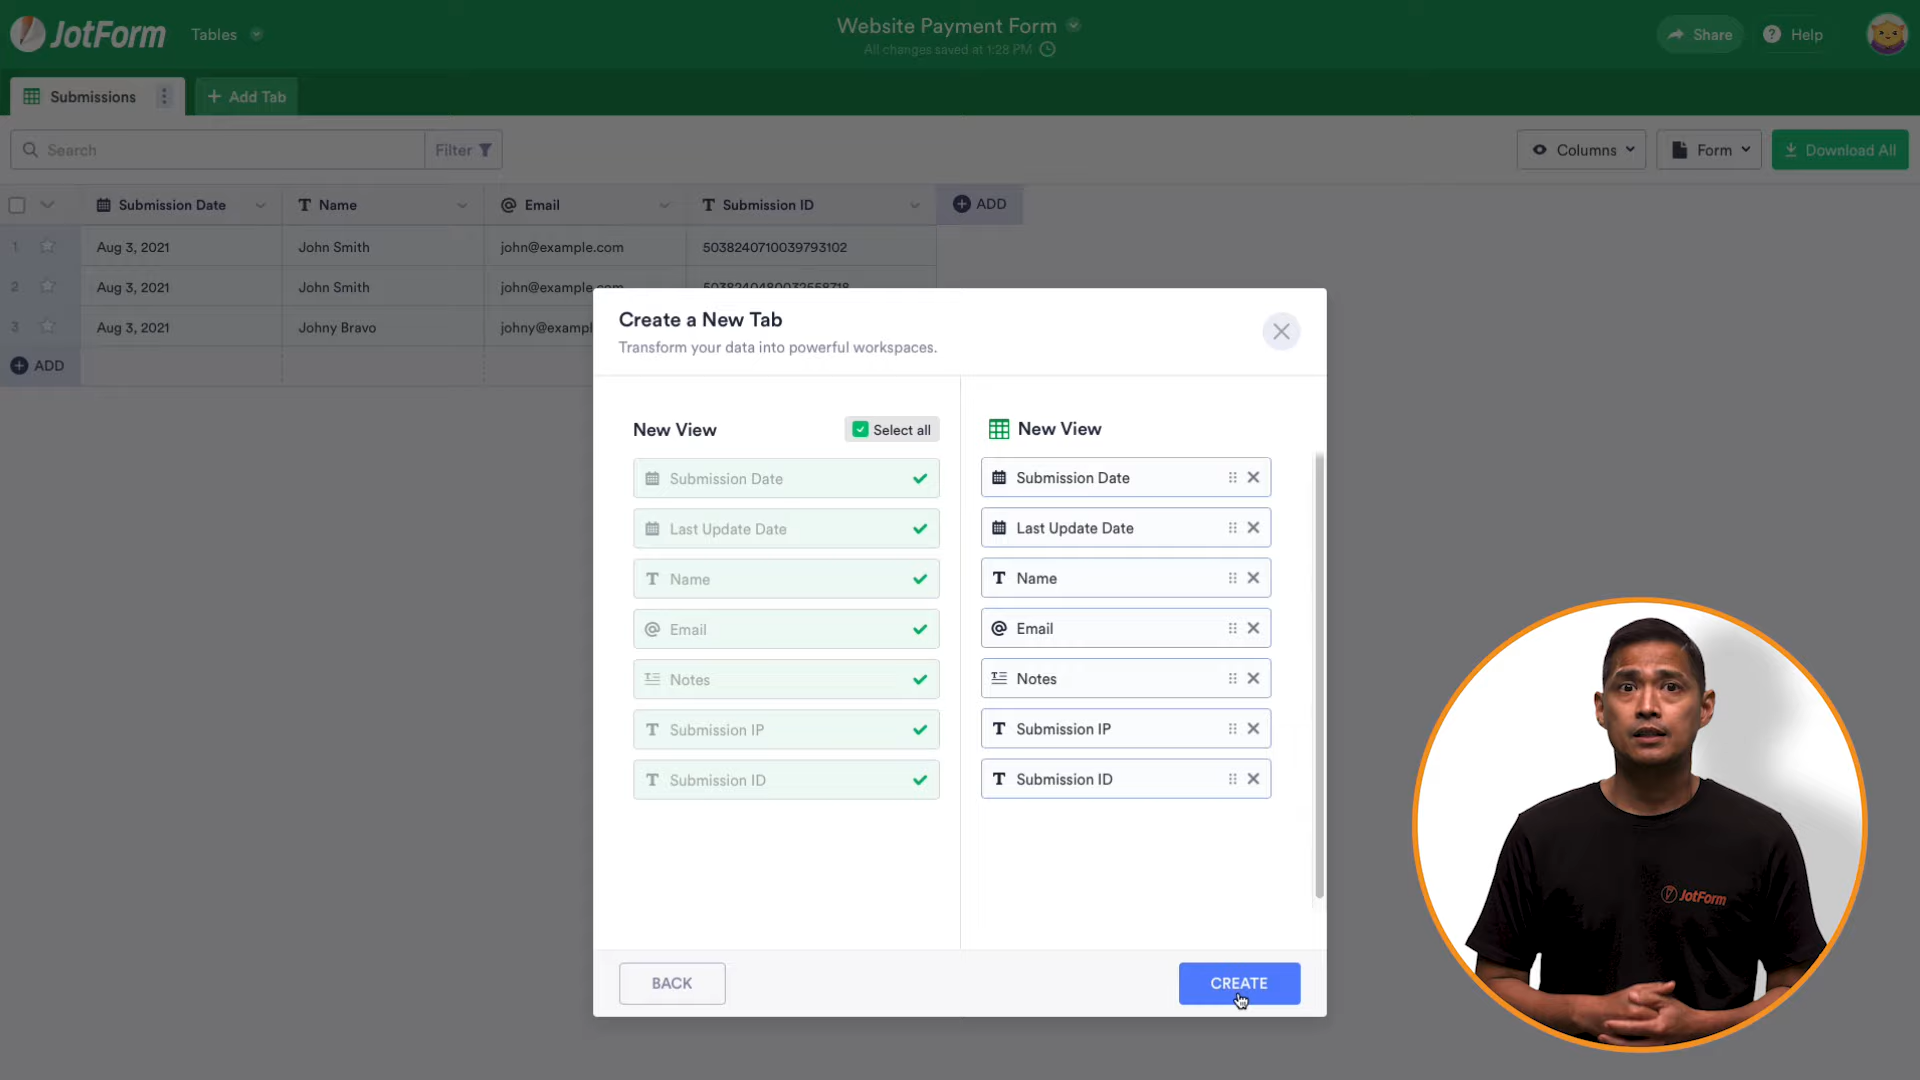 JotForm
Tables
Website Payment Form
All changes saved at 1:28 PM
Share
? Help
Submissions
+ Add Tab
Search
Filter
Columns
Form
Download All
Submission Date
T Name
@ Email
T Submission ID
ADD
1 Aug 3, 2021 John Smith john@example.com 5038240710039793102
2 Aug 3, 2021 John Smith john@example.com 5038240480032558718
3 Aug 3, 2021 Johny Bravo johny@exampl
ADD
Create a New Tab
Transform your data into powerful workspaces.
New View
Select all
Submission Date
Last Update Date
T Name
@ Email
Notes
T Submission IP
T Submission ID
New View
Submission Date
Last Update Date
T Name
@ Email
Notes
T Submission IP
T Submission ID
BACK
CREATE
JotForm